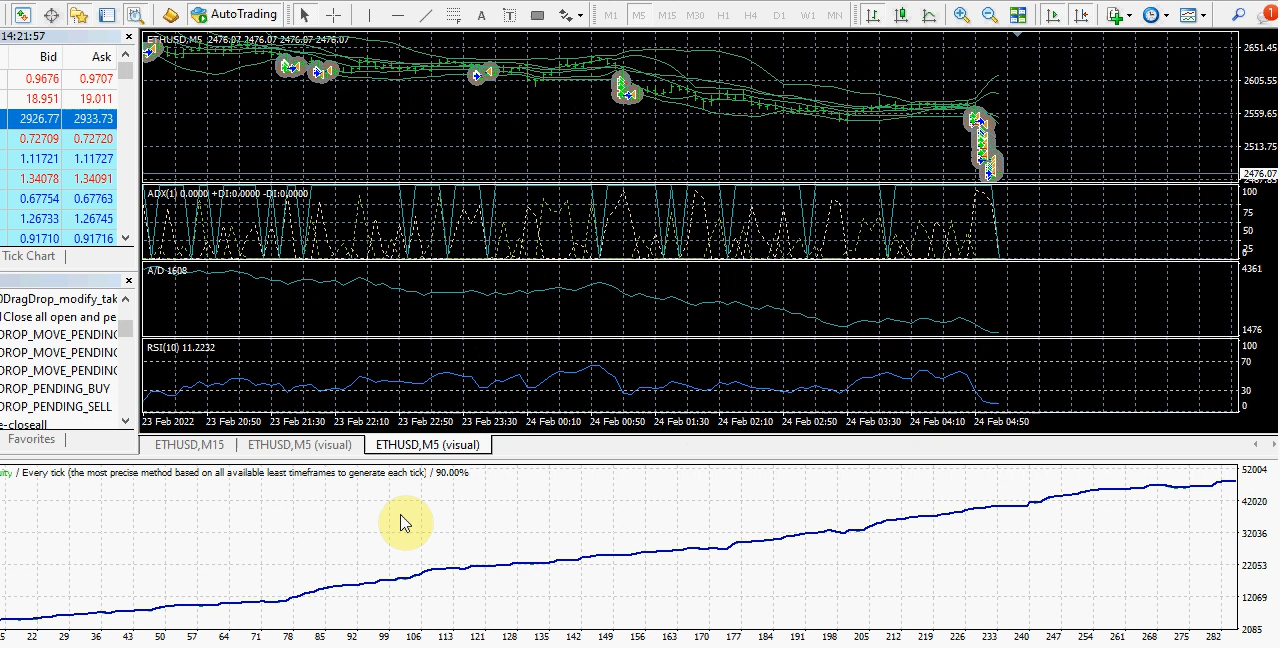 AutoTrading
M1 M5 M15 M30 H1 H4 D1 W1 MN
1
14:21:57
Bid Ask
0.9676 0.9707
18.951 19.011
2926.77 2933.73
0.72709 0.72720
1.11721 1.11727
1.34078 1.34091
0.67754 0.67763
1.26733 1.26745
0.91710 0.91716
Tick Chart
DragDrop_modify_tak
Close all open and pe
DROP_MOVE_PENDING
DROP_MOVE_PENDING
DROP_MOVE_PENDING
DROP_PENDING_BUY
DROP_PENDING_SELL
e-closeall
Favorites
ETHUSD,M5 2476.07 2476.07 2476.07 2476.07
2651.45
2605.55
2559.65
2513.75
2476.07
ADX(1) 0.0000 +DI:0.0000 -DI:0.0000
100
75
50
25
0
A/D 1608
4361
1476
RSI(10) 11.2232
100
70
30
0
23 Feb 2022 23 Feb 20:50 23 Feb 21:30 23 Feb 22:10 23 Feb 22:50 23 Feb 23:30 24 Feb 00:10 24 Feb 00:50 24 Feb 01:30 24 Feb 02:10 24 Feb 02:50 24 Feb 03:30 24 Feb 04:10 24 Feb 04:50
ETHUSD,M15 ETHUSD,M5 (visual) ETHUSD,M5 (visual)
ity / Every tick (the most precise method based on all available least timeframes to generate each tick) / 90.00%
52004
42020
32036
22053
12069
2085
5 22 29 36 43 50 57 64 71 78 85 92 99 106 113 120 128 135 142 149 156 163 170 177 184 191 198 205 212 219 226 233 240 247 254 261 268 275 282